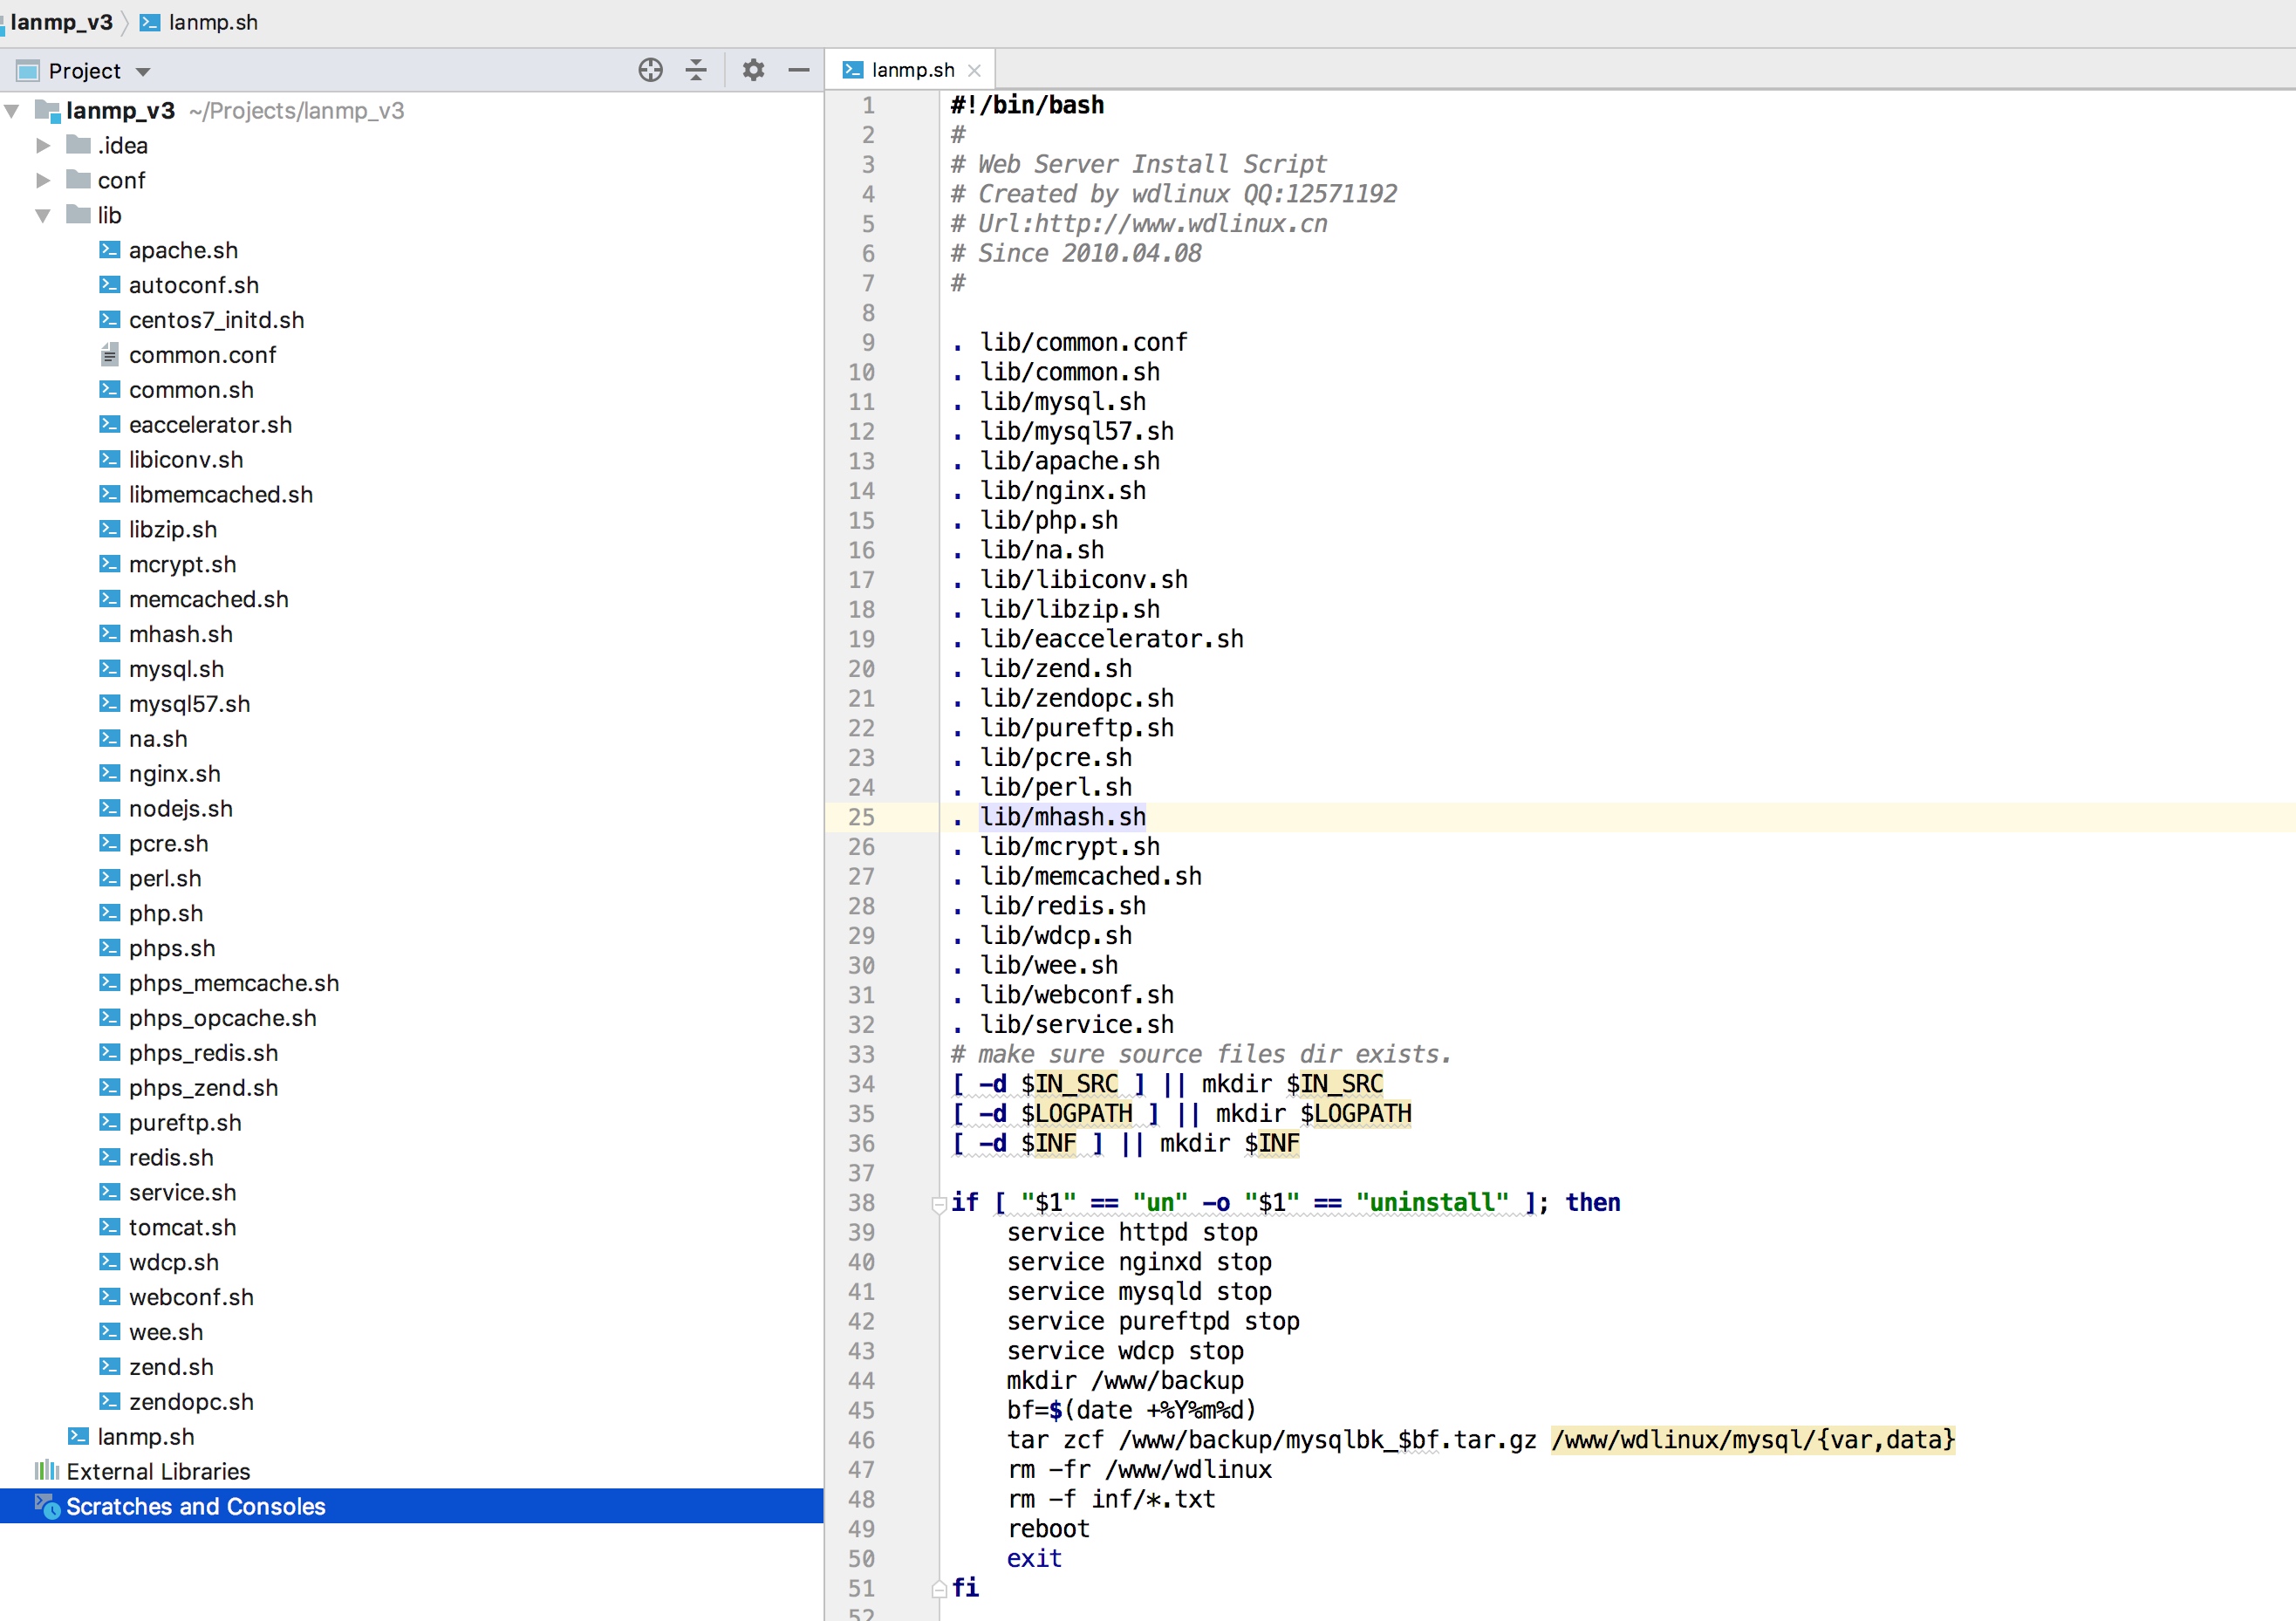 lanmp_v3 lanmp.sh
Project
lanmp_v3 ~/Projects/lanmp_v3
.idea
conf
lib
apache.sh
autoconf.sh
centos7_initd.sh
common.conf
common.sh
eaccelerator.sh
libiconv.sh
libmemcached.sh
libzip.sh
mcrypt.sh
memcached.sh
mhash.sh
mysql.sh
mysql57.sh
na.sh
nginx.sh
nodejs.sh
pcre.sh
perl.sh
php.sh
phps.sh
phps_memcache.sh
phps_opcache.sh
phps_redis.sh
phps_zend.sh
pureftp.sh
redis.sh
service.sh
tomcat.sh
wdcp.sh
webconf.sh
wee.sh
zend.sh
zendopc.sh
lanmp.sh
External Libraries
Scratches and Consoles
lanmp.sh
1 #!/bin/bash
2 #
3 # Web Server Install Script
4 # Created by wdlinux QQ:12571192
5 # Url:http://www.wdlinux.cn
6 # Since 2010.04.08
7 #
8
9 . lib/common.conf
10 . lib/common.sh
11 . lib/mysql.sh
12 . lib/mysql57.sh
13 . lib/apache.sh
14 . lib/nginx.sh
15 . lib/php.sh
16 . lib/na.sh
17 . lib/libiconv.sh
18 . lib/libzip.sh
19 . lib/eaccelerator.sh
20 . lib/zend.sh
21 . lib/zendopc.sh
22 . lib/pureftp.sh
23 . lib/pcre.sh
24 . lib/perl.sh
25 . lib/mhash.sh
26 . lib/mcrypt.sh
27 . lib/memcached.sh
28 . lib/redis.sh
29 . lib/wdcp.sh
30 . lib/wee.sh
31 . lib/webconf.sh
32 . lib/service.sh
33 # make sure source files dir exists.
34 [ -d $IN_SRC ] || mkdir $IN_SRC
35 [ -d $LOGPATH ] || mkdir $LOGPATH
36 [ -d $INF ] || mkdir $INF
37
38 if [ "$1" == "un" -o "$1" == "uninstall" ]; then
39     service httpd stop
40     service nginxd stop
41     service mysqld stop
42     service pureftpd stop
43     service wdcp stop
44     mkdir /www/backup
45     bf=$(date +%Y%m%d)
46     tar zcf /www/backup/mysqlbk_$bf.tar.gz /www/wdlinux/mysql/{var,data}
47     rm -fr /www/wdlinux
48     rm -f inf/*.txt
49     reboot
50     exit
51 fi
52